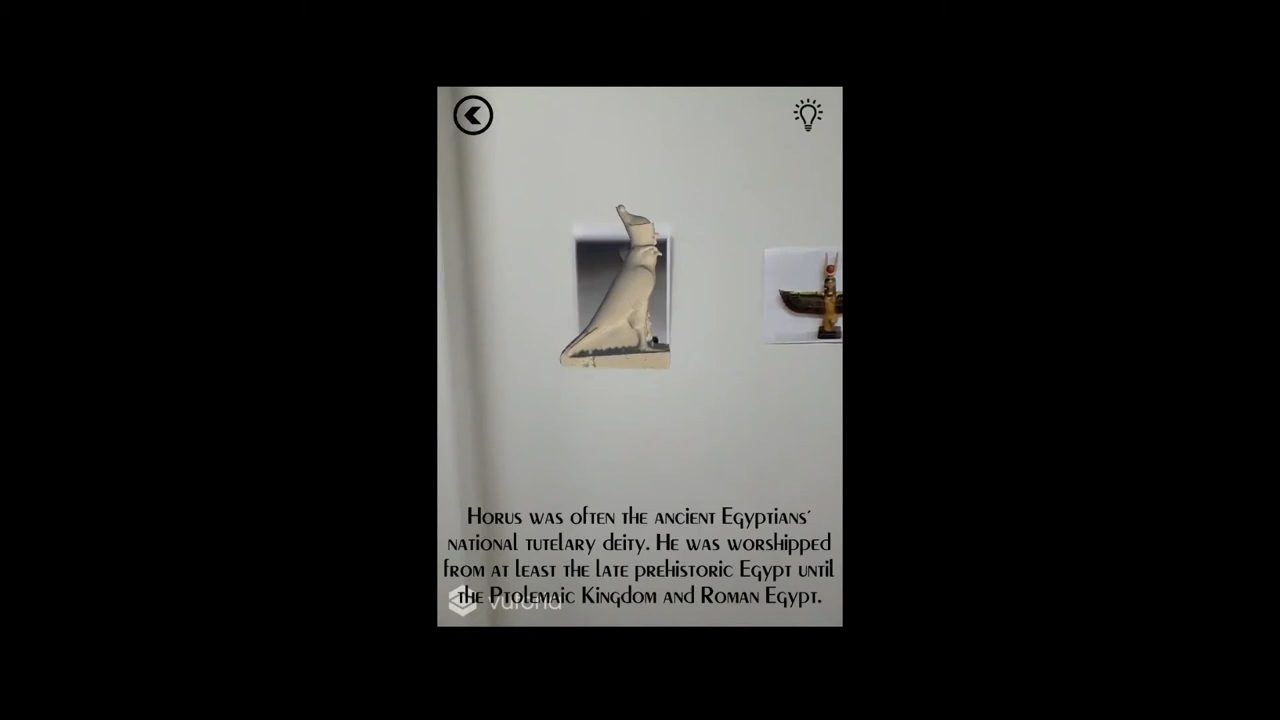 Horus was often the ancient Egyptians'
national tutelary deity. He was worshipped
from at least the late prehistoric Egypt until
the Ptolemaic Kingdom and Roman Egypt.
vuforia